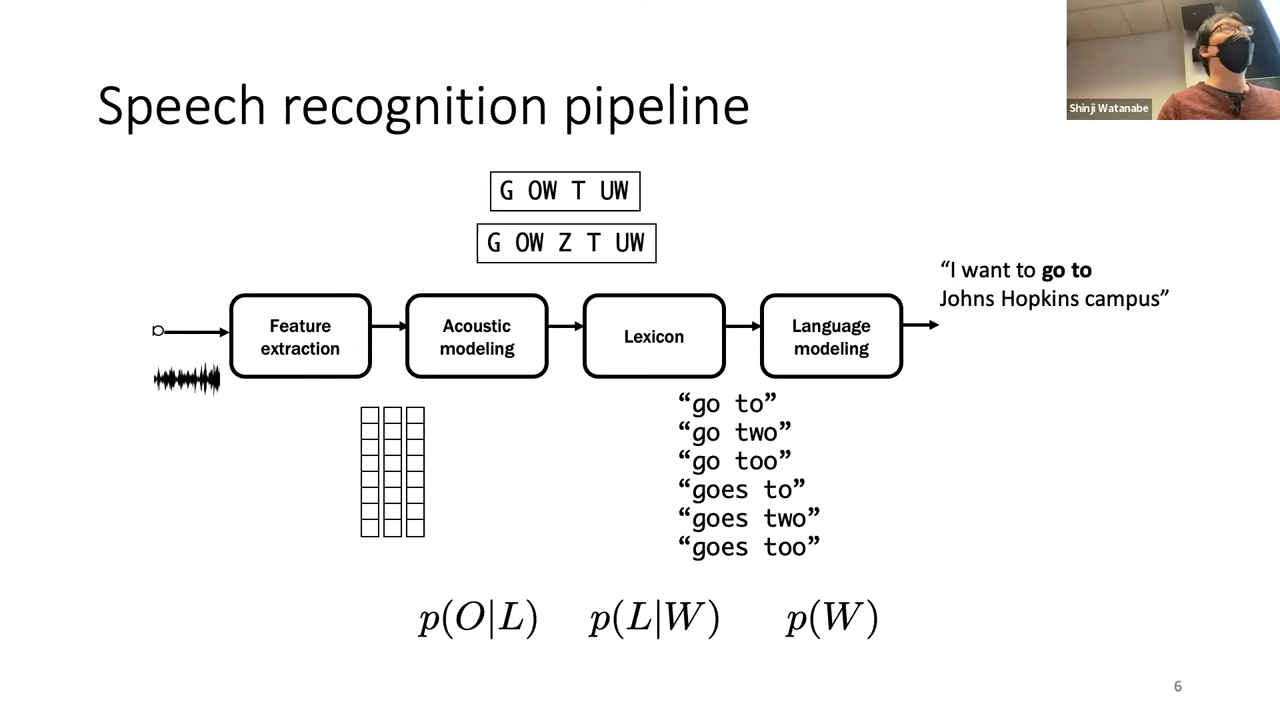 Shinji Watanabe
Speech recognition pipeline
G OW T UW
G OW Z T UW
Feature
extraction
Acoustic
modeling
Lexicon
Language
modeling
“I want to go to
Johns Hopkins campus”
“go to”
“go two”
“go too”
“goes to”
“goes two”
“goes too”
p(O|L)
p(L|W)
p(W)
6